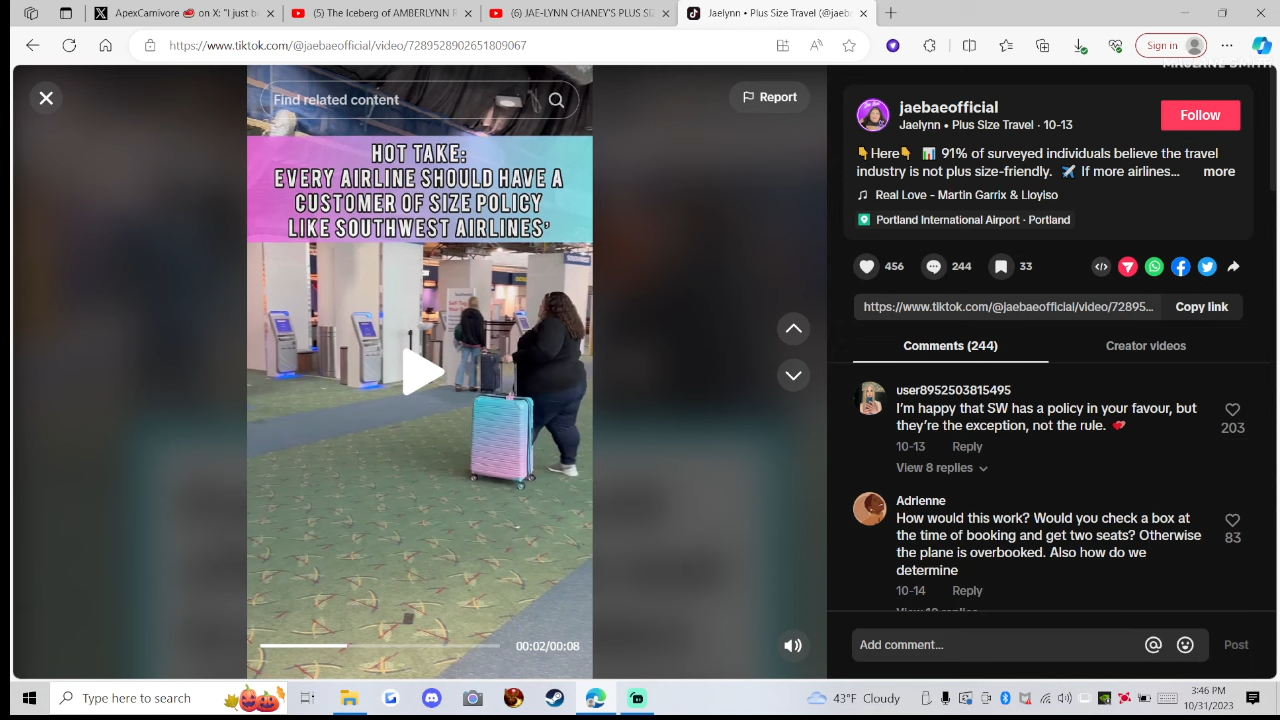 ApexCarnivore 🥩 on X: "I just be
(5) The Iceberg of AMBERLYNN R
(6) JAE-LYNN CHANEY'S PLUS SI
Jaelynn • Plus Size Travel (@jaeb
https://www.tiktok.com/@jaebaeofficial/video/7289528902651809067
Sign in
Find related content
Report
HOT TAKE:
EVERY AIRLINE SHOULD HAVE A
CUSTOMER OF SIZE POLICY
LIKE SOUTHWEST AIRLINES'
00:02/00:08
jaebaeofficial
Jaelynn • Plus Size Travel · 10-13
Follow
👇Here👇 📊 91% of surveyed individuals believe the travel
industry is not plus size-friendly. ✈️ If more airlines... more
♫ Real Love - Martin Garrix & Lloyiso
Portland International Airport · Portland
456
244
33
https://www.tiktok.com/@jaebaeofficial/video/72895...
Copy link
Comments (244)
Creator videos
user8952503815495
I'm happy that SW has a policy in your favour, but
they're the exception, not the rule. 💞
203
10-13 Reply
View 8 replies
Adrienne
How would this work? Would you check a box at
the time of booking and get two seats? Otherwise
the plane is overbooked. Also how do we
determine
83
10-14 Reply
Add comment...
Post
Type here to search
43°F Cloudy
3:46 PM
10/31/2023